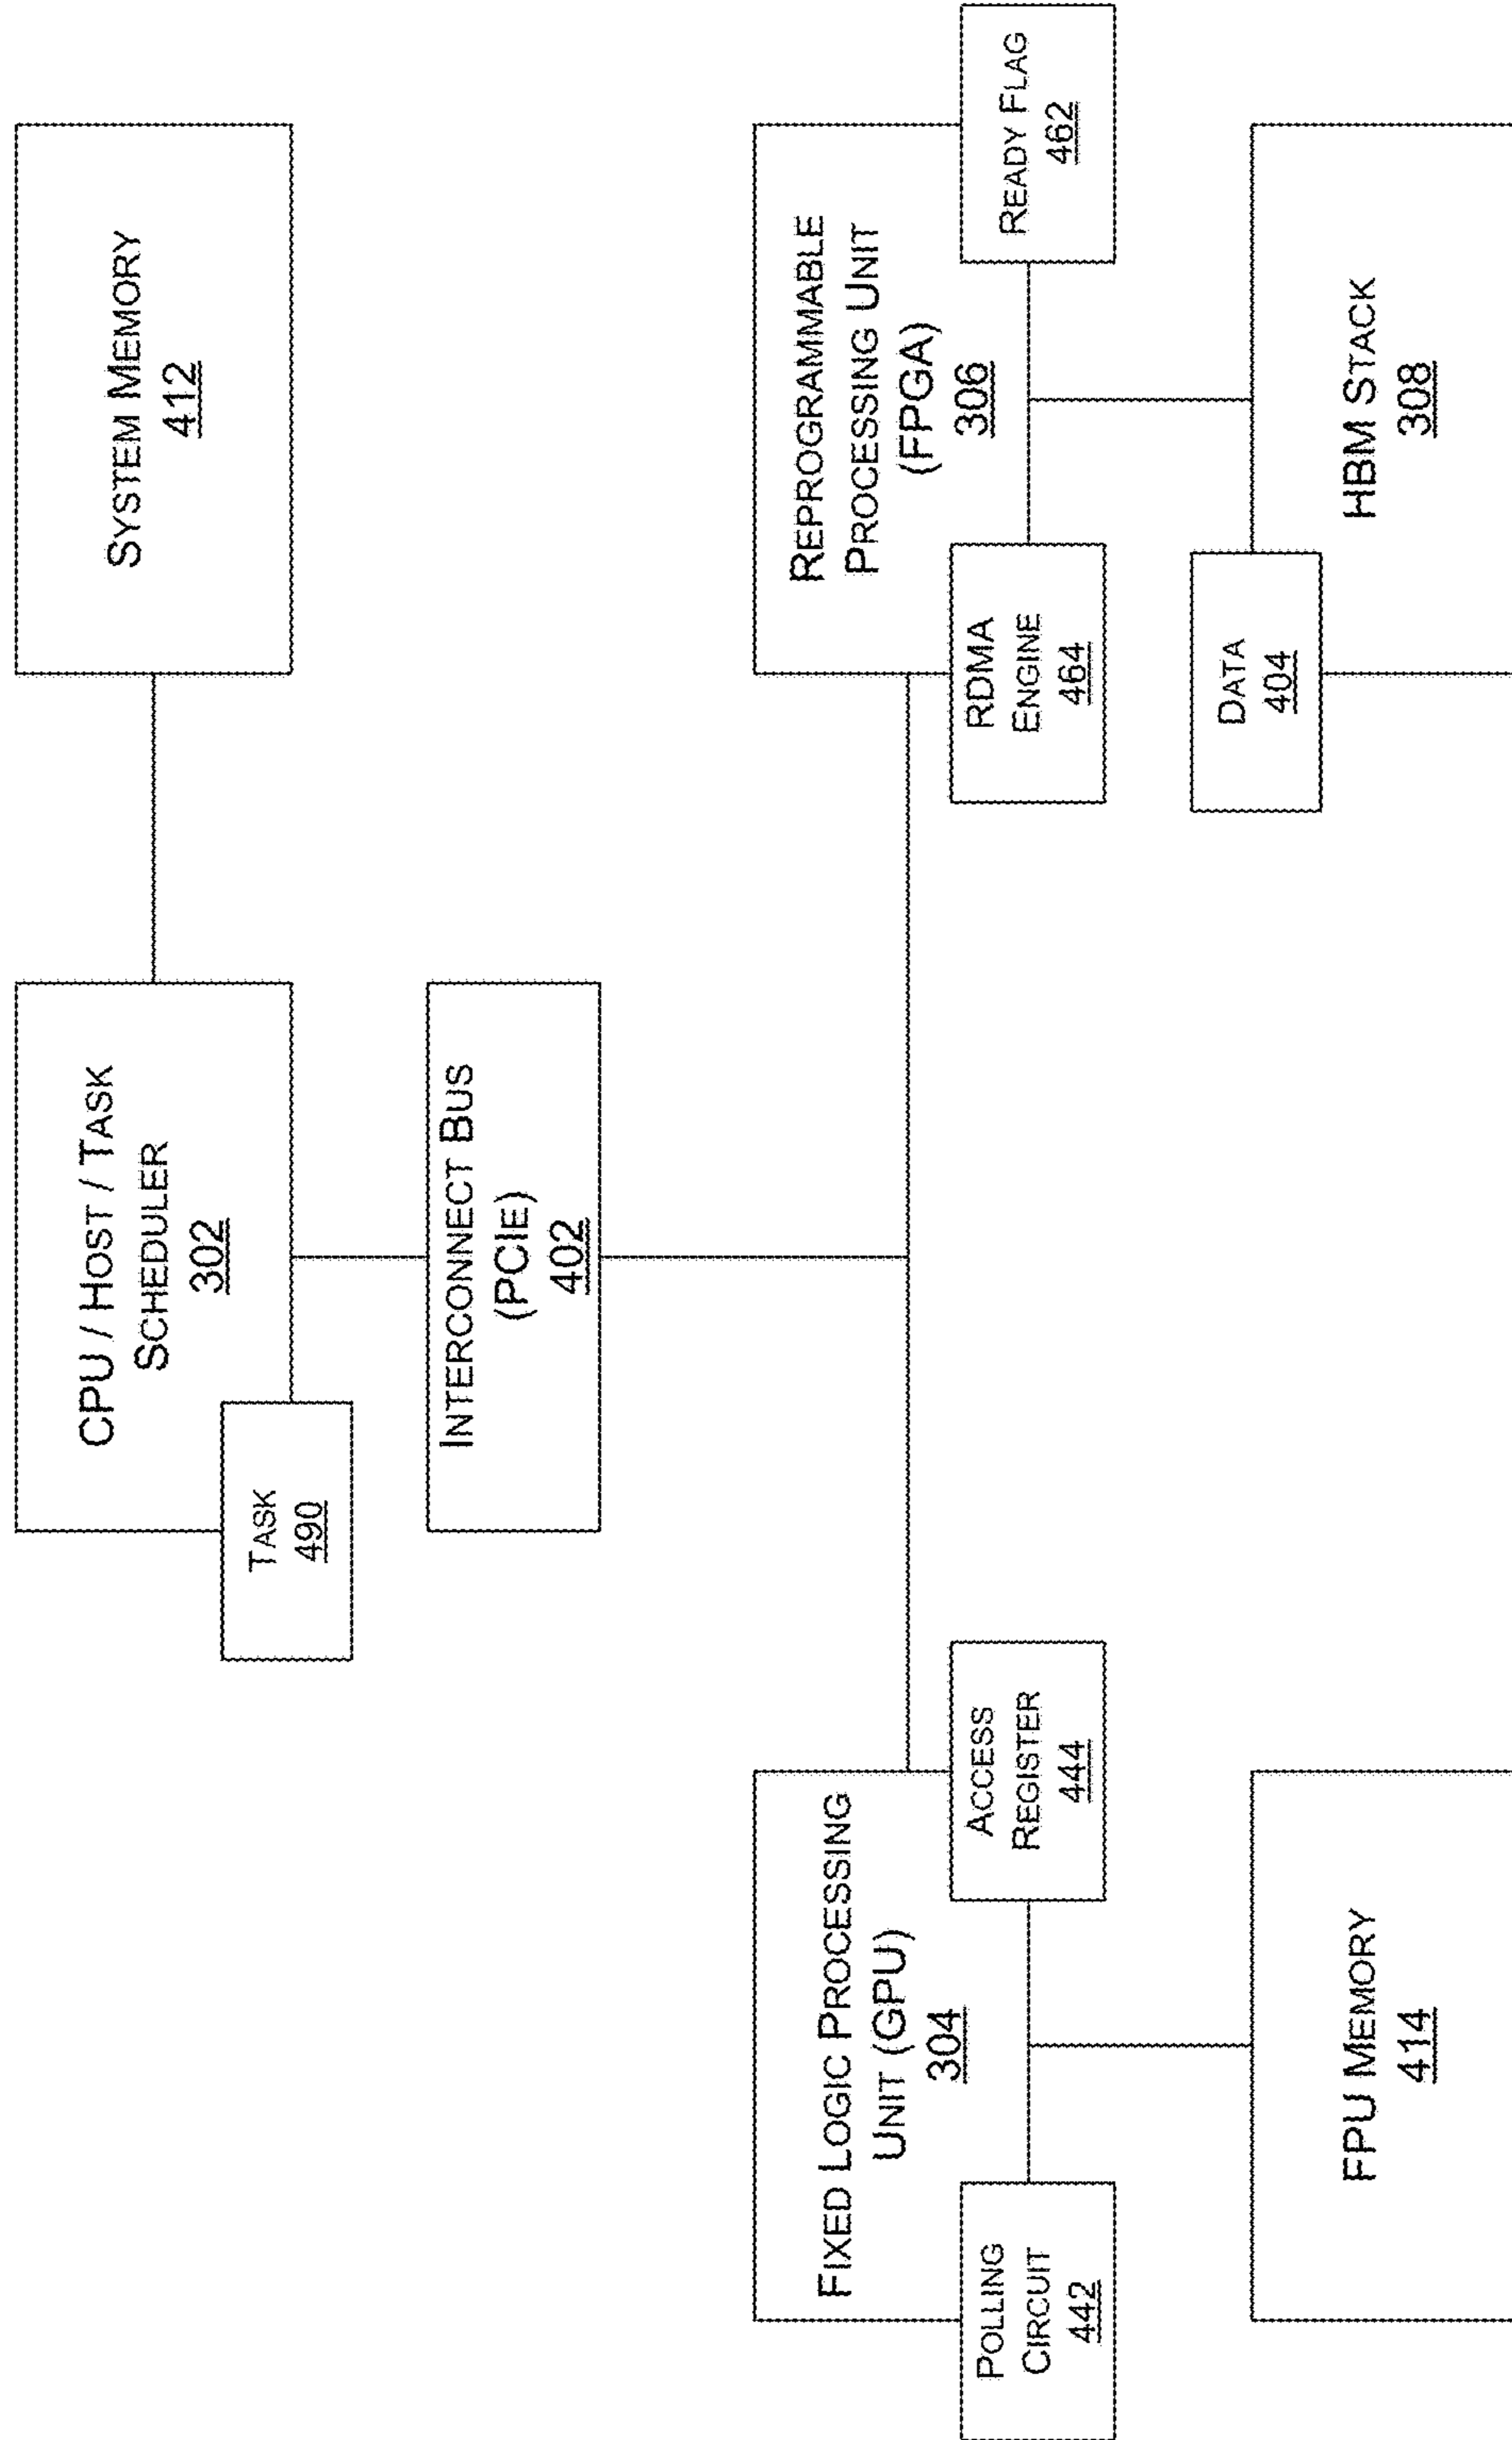 CPU / HOST / TASK
SCHEDULER
302
SYSTEM MEMORY
412
TASK
490
INTERCONNECT BUS
(PCIE)
402
FIXED LOGIC PROCESSING
UNIT (GPU)
304
POLLING
CIRCUIT
442
ACCESS
REGISTER
444
FPU MEMORY
414
REPROGRAMMABLE
PROCESSING UNIT
(FPGA)
306
RDMA
ENGINE
464
READY FLAG
462
DATA
404
HBM STACK
308